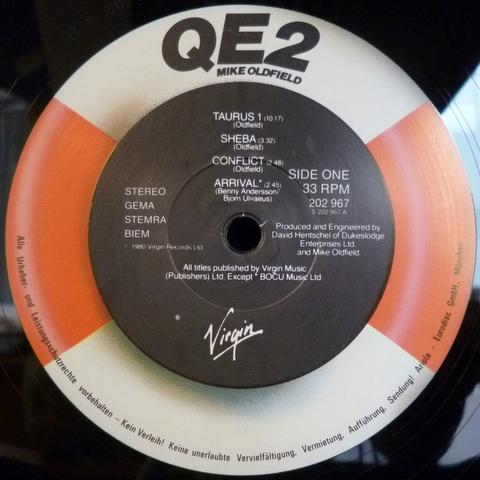 QE2
MIKE OLDFIELD
TAURUS 1 (10 17)
(Oldfield)
SHEBA (3 32)
(Oldfield)
CONFLICT (2 48)
(Oldfield)
ARRIVAL* (2 45)
(Benny Andersson/
Bjorn Ulvaeus)
STEREO
GEMA
STEMRA
BIEM
℗ 1980 Virgin Records Ltd
SIDE ONE
33 RPM
202 967
S 202 967 A
Produced and Engineered by
David Hentschel of Dukeslodge
Enterprises Ltd.
and Mike Oldfield
All titles published by Virgin Music
(Publishers) Ltd. Except * BOCU Music Ltd.
Virgin
Alle Urheber- und Leistungsschutzrechte vorbehalten – Kein Verleih! Keine unerlaubte Vervielfältigung, Vermietung, Aufführung, Sendung! Ariola - Eurodisc GmbH., München